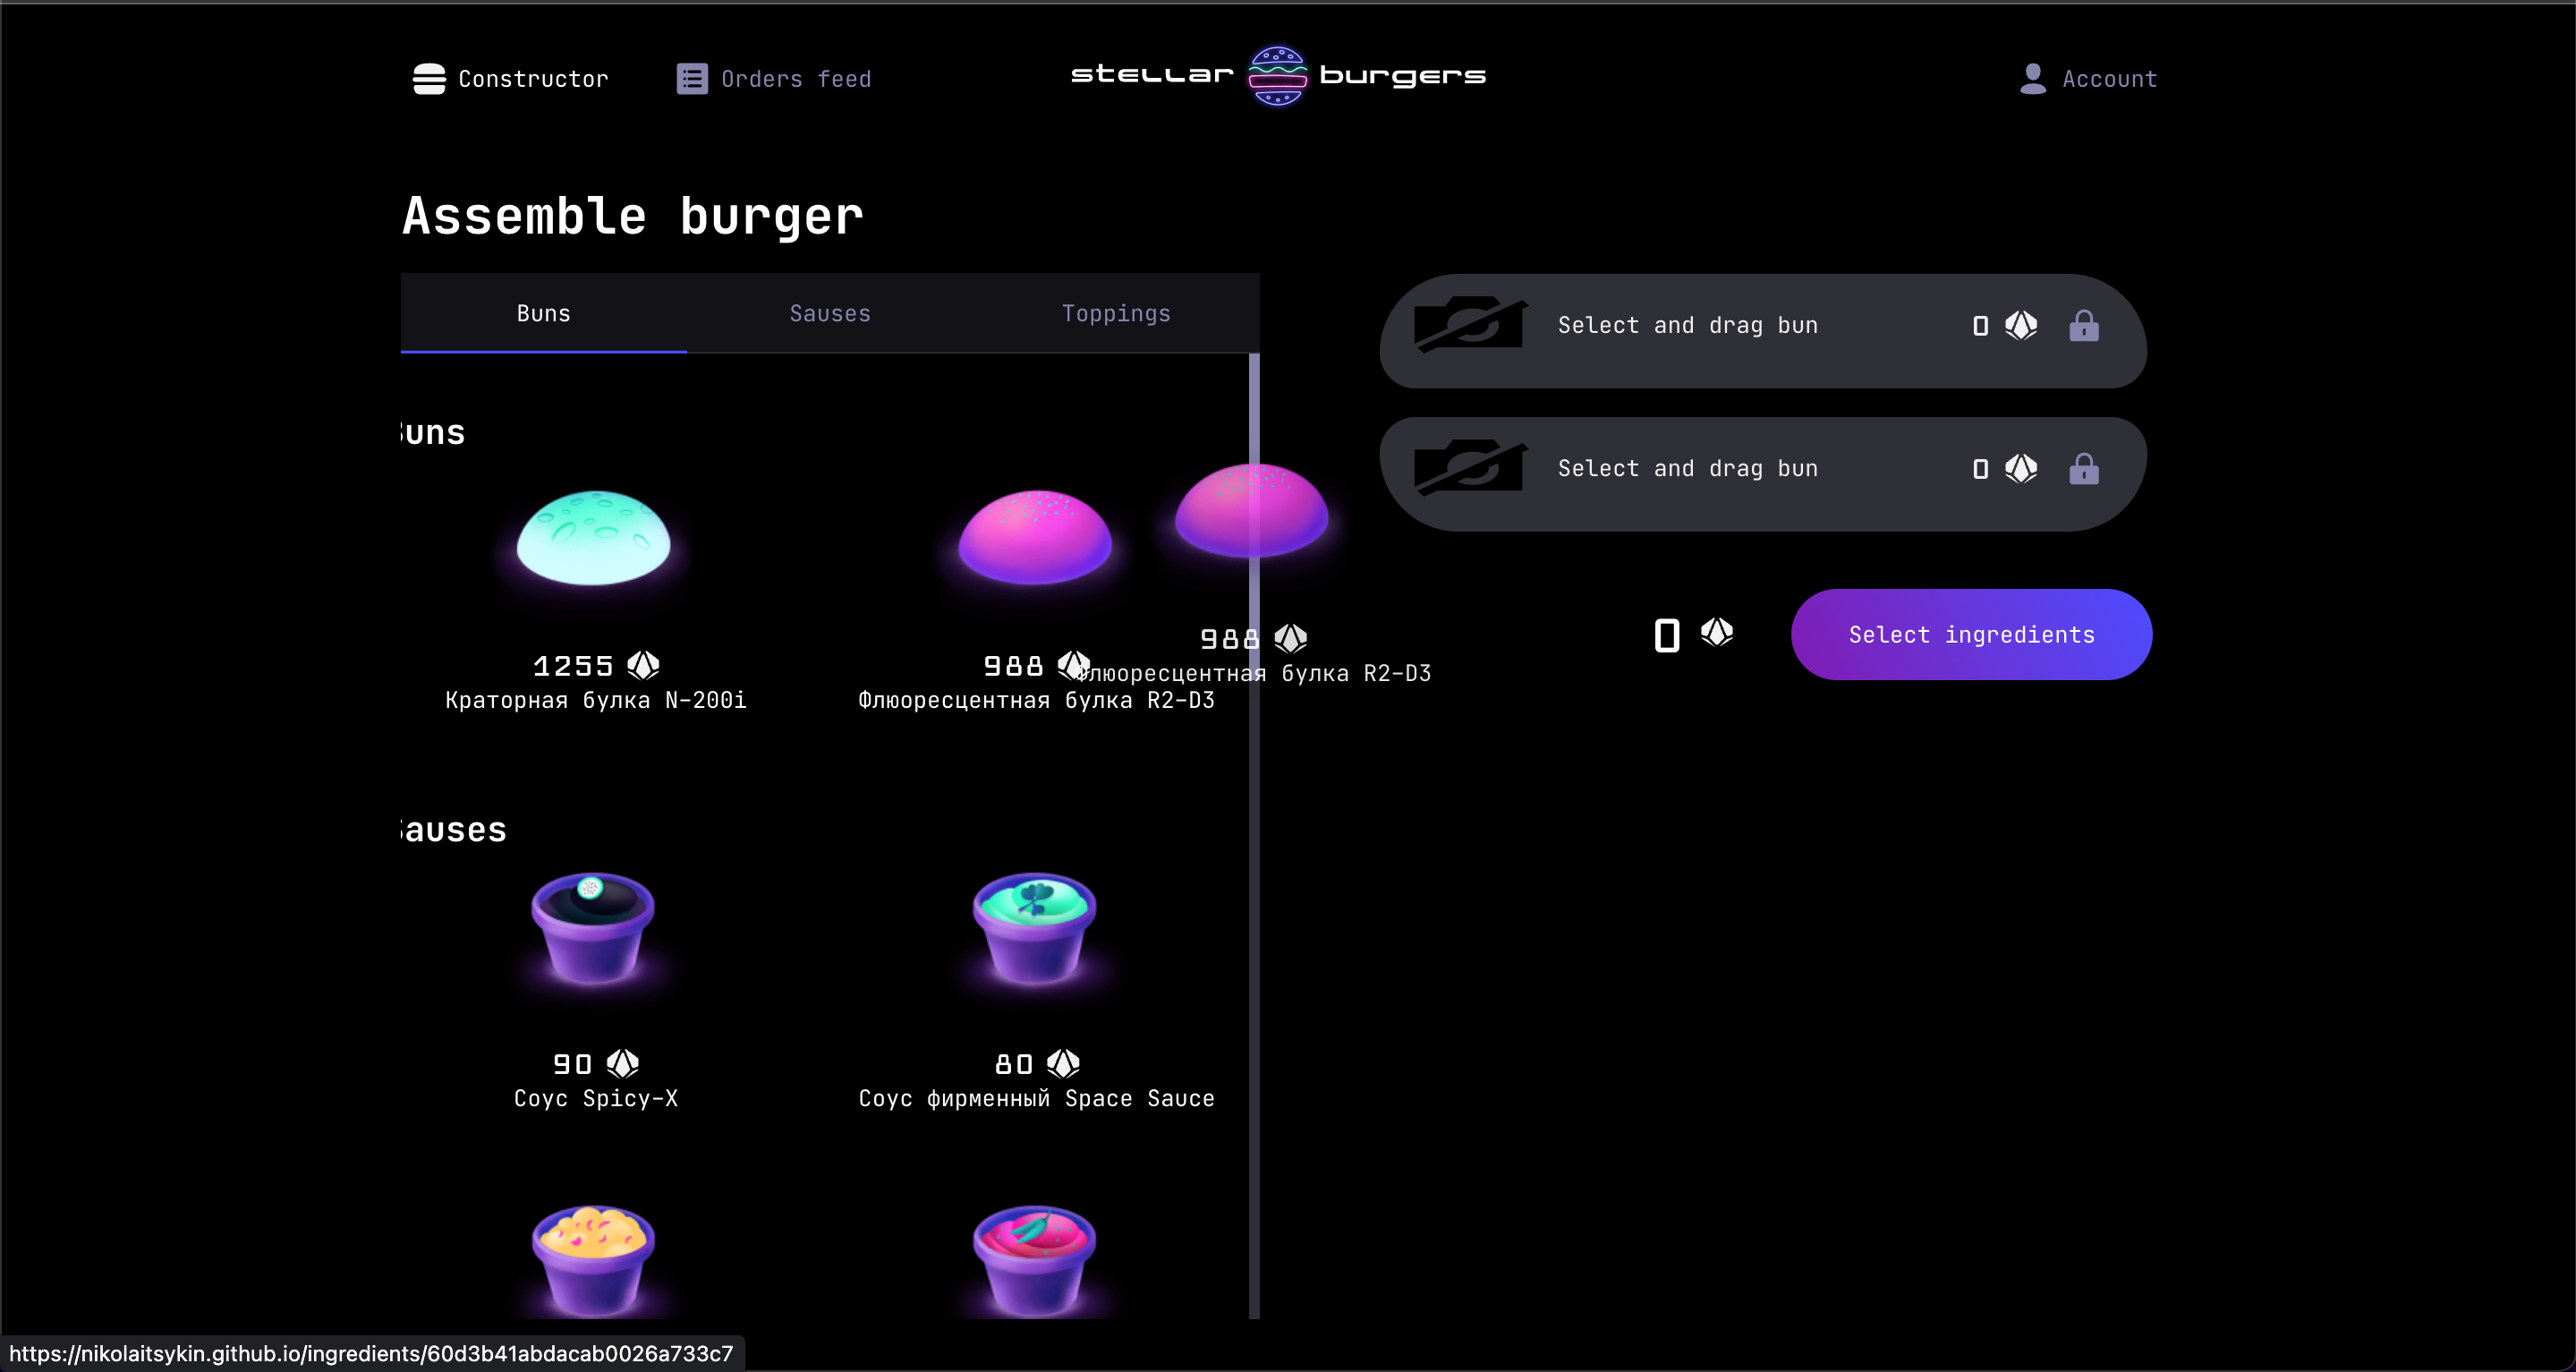 Constructor
Orders feed
stellar burgers
Account
Assemble burger
Buns
Sauses
Toppings
Select and drag bun
0
Select and drag bun
0
0
Select ingredients
uns
1255
Краторная булка N-200i
988
Флюоресцентная булка R2-D3
988
Флюоресцентная булка R2-D3
auses
90
Соус Spicy-X
80
Соус фирменный Space Sauce
https://nikolaitsykin.github.io/ingredients/60d3b41abdacab0026a733c7